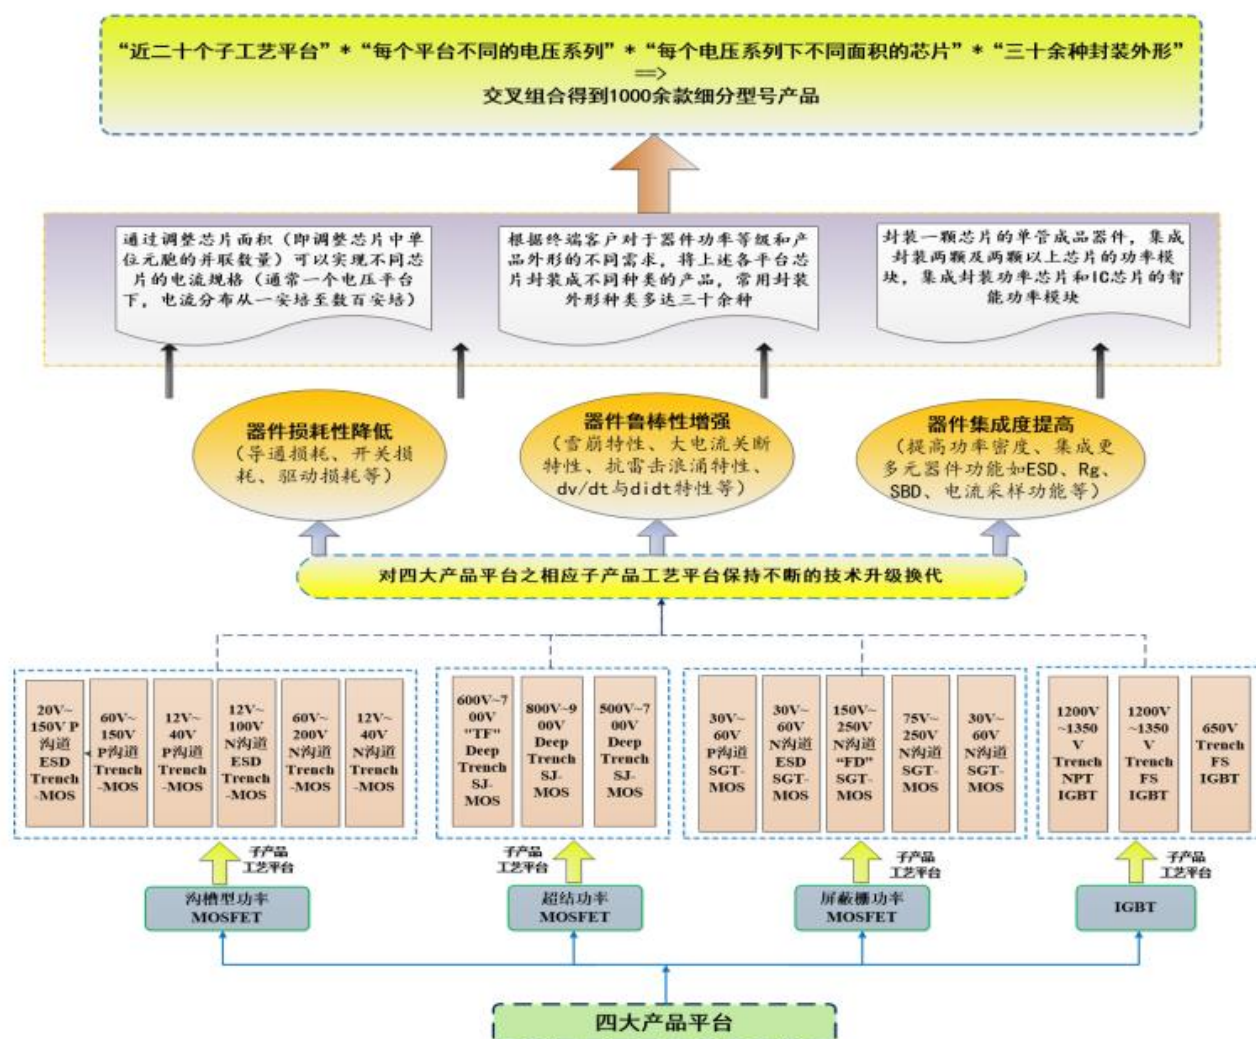 “近二十个子工艺平台”*“每个平台不同的电压系列”*“每个电压系列下不同面积的芯片”*“三十余种封装外形”
==>
交叉组合得到1000余款细分型号产品
通过调整芯片面积（即调整芯片中单
位元胞的并联数量）可以实现不同芯
片的电流规格（通常一个电压平台
下，电流分布从一安培至数百安培）
根据终端客户对于器件功率等级和产
品外形的不同需求，将上述各平台芯
片封装成不同种类的产品，常用封装
外形种类多达三十余种
封装一颗芯片的单管成品器件，集成
封装两颗及两颗以上芯片的功率模
块，集成封装功率芯片和IC芯片的智
能功率模块
器件损耗性降低
（导通损耗、开关损
耗、驱动损耗等）
器件鲁棒性增强
（雪崩特性、大电流关断
特性、抗雷击浪涌特性、
dv/dt与didt特性等）
器件集成度提高
（提高功率密度、集成更
多元器件功能如ESD、Rg、
SBD、电流采样功能等）
对四大产品平台之相应子产品工艺平台保持不断的技术升级换代
20V~
150V P
沟道
ESD
Trench
-MOS
60V~
150V
P沟道
Trench
-MOS
12V~
40V
P沟道
Trench
-MOS
12V~
100V
N沟道
ESD
Trench
-MOS
60V~
200V
N沟道
Trench
-MOS
12V~
40V
N沟道
Trench
-MOS
600V~7
00V
"TF"
Deep
Trench
SJ-
MOS
800V~9
00V
Deep
Trench
SJ-
MOS
500V~7
00V
Deep
Trench
SJ-
MOS
30V~
60V
P沟道
SGT-
MOS
30V~
60V
N沟道
ESD
SGT-
MOS
150V~
250V
N沟道
“FD”
SGT-
MOS
75V~
250V
N沟道
SGT-
MOS
30V~
60V
N沟道
SGT-
MOS
1200V
~1350
V
Trench
NPT
IGBT
1200V
~1350
V
Trench
FS
IGBT
650V
Trench
FS
IGBT
子产品
工艺平台
子产品
工艺平台
子产品
工艺平台
子产品
工艺平台
沟槽型功率
MOSFET
超结功率
MOSFET
屏蔽栅功率
MOSFET
IGBT
四大产品平台